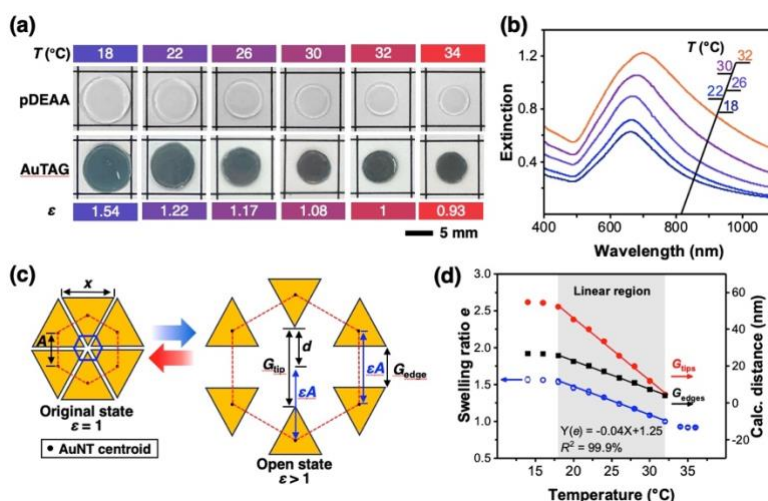 (a)
T (°C) 18 22 26 30 32 34
pDEAA
AuTAG
ε 1.54 1.22 1.17 1.08 1 0.93
5 mm
(b)
T (°C)
32
30
26
22
18
Extinction
1.2
0.8
0.4
400 600 800 1000
Wavelength (nm)
(c)
x
A
Original state
ε = 1
AuNT centroid
G_tip
d
εA
εA
G_edge
Open state
ε > 1
(d)
Swelling ratio e
3.0
2.5
2.0
1.5
1.0
0.5
Linear region
G_tips
G_edges
Y(e) = -0.04X+1.25
R² = 99.9%
15 20 25 30 35
Temperature (°C)
60
40
20
0
-20
Calc. distance (nm)